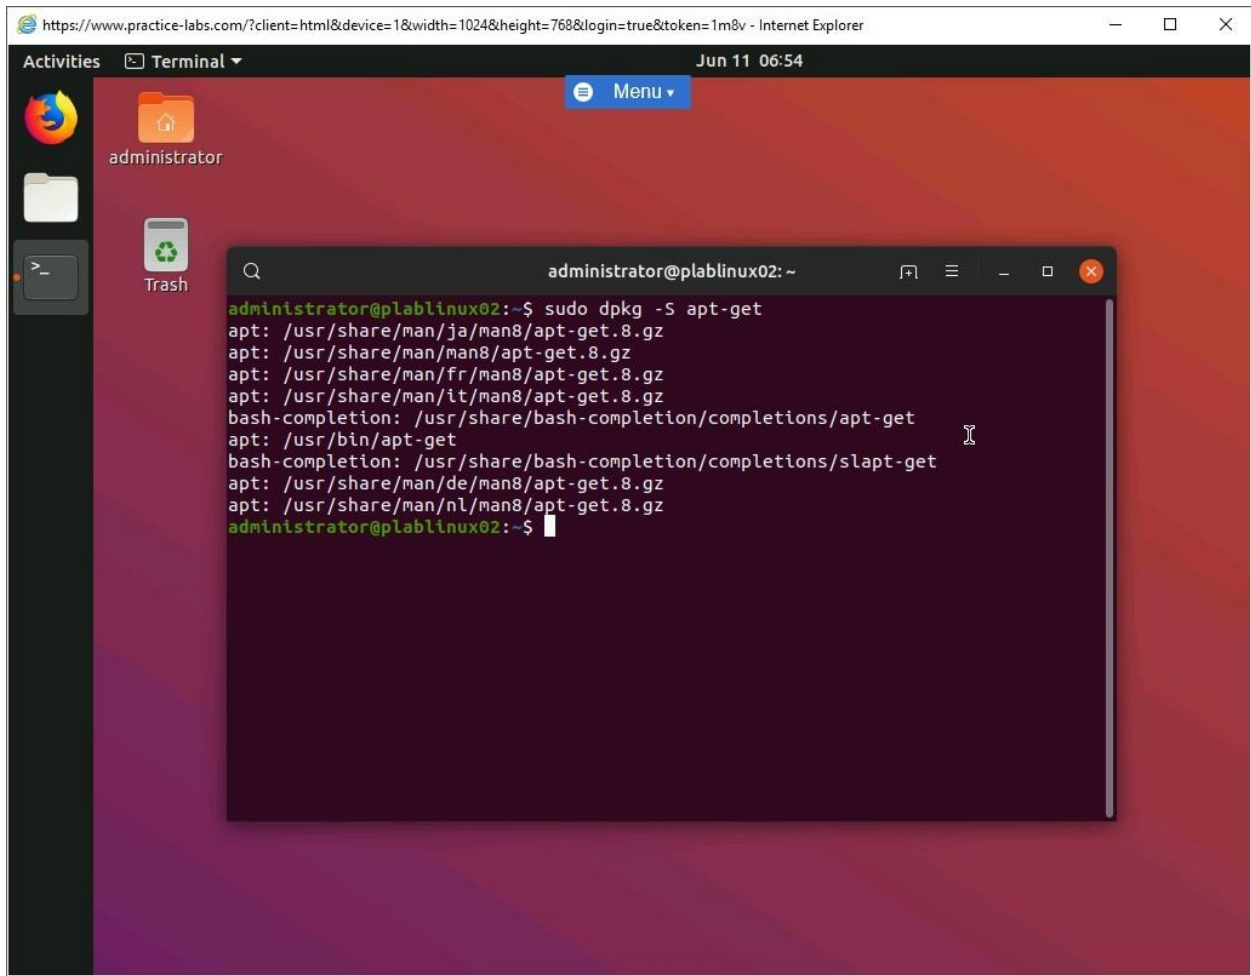 https://www.practice-labs.com/?client=html&device=1&width=1024&height=768&login=true&token=1m8v - Internet Explorer
Activities Terminal Jun 11 06:54
Menu
administrator
Trash
administrator@plablinux02: ~
administrator@plablinux02:~$ sudo dpkg -S apt-get
apt: /usr/share/man/ja/man8/apt-get.8.gz
apt: /usr/share/man/man8/apt-get.8.gz
apt: /usr/share/man/fr/man8/apt-get.8.gz
apt: /usr/share/man/it/man8/apt-get.8.gz
bash-completion: /usr/share/bash-completion/completions/apt-get
apt: /usr/bin/apt-get
bash-completion: /usr/share/bash-completion/completions/slapt-get
apt: /usr/share/man/de/man8/apt-get.8.gz
apt: /usr/share/man/nl/man8/apt-get.8.gz
administrator@plablinux02:~$